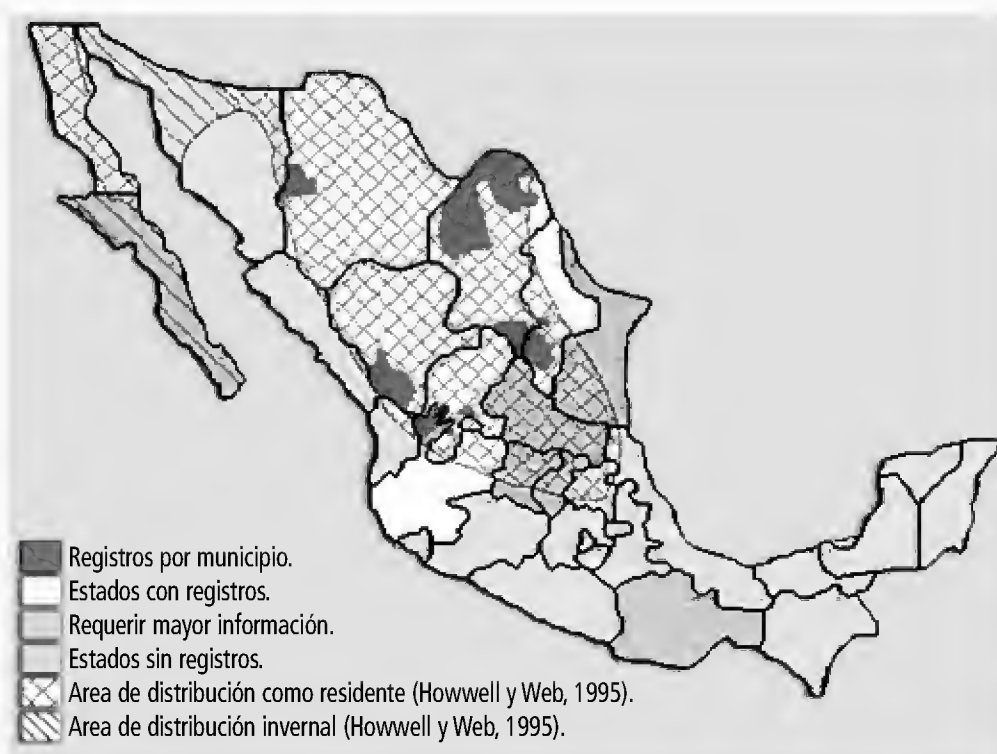 Registros por municipio.
Estados con registros.
Requerir mayor información.
Estados sin registros.
Area de distribución como residente (Howwell y Web, 1995).
Area de distribución invernal (Howwell y Web, 1995).